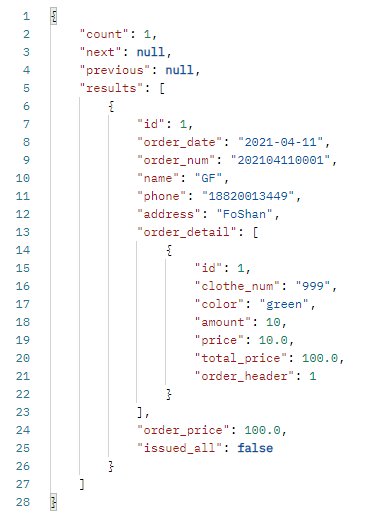 1 {
2     "count": 1,
3     "next": null,
4     "previous": null,
5     "results": [
6         {
7             "id": 1,
8             "order_date": "2021-04-11",
9             "order_num": "202104110001",
10             "name": "GF",
11             "phone": "18820013449",
12             "address": "FoShan",
13             "order_detail": [
14                 {
15                     "id": 1,
16                     "clothe_num": "999",
17                     "color": "green",
18                     "amount": 10,
19                     "price": 10.0,
20                     "total_price": 100.0,
21                     "order_header": 1
22                 }
23             ],
24             "order_price": 100.0,
25             "issued_all": false
26         }
27     ]
28 }